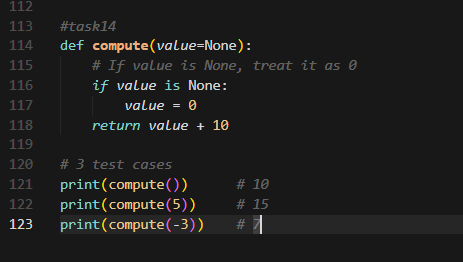 112
113 #task14
114 def compute(value=None):
115     # If value is None, treat it as 0
116     if value is None:
117         value = 0
118     return value + 10
119
120 # 3 test cases
121 print(compute())      # 10
122 print(compute(5))     # 15
123 print(compute(-3))    # 7